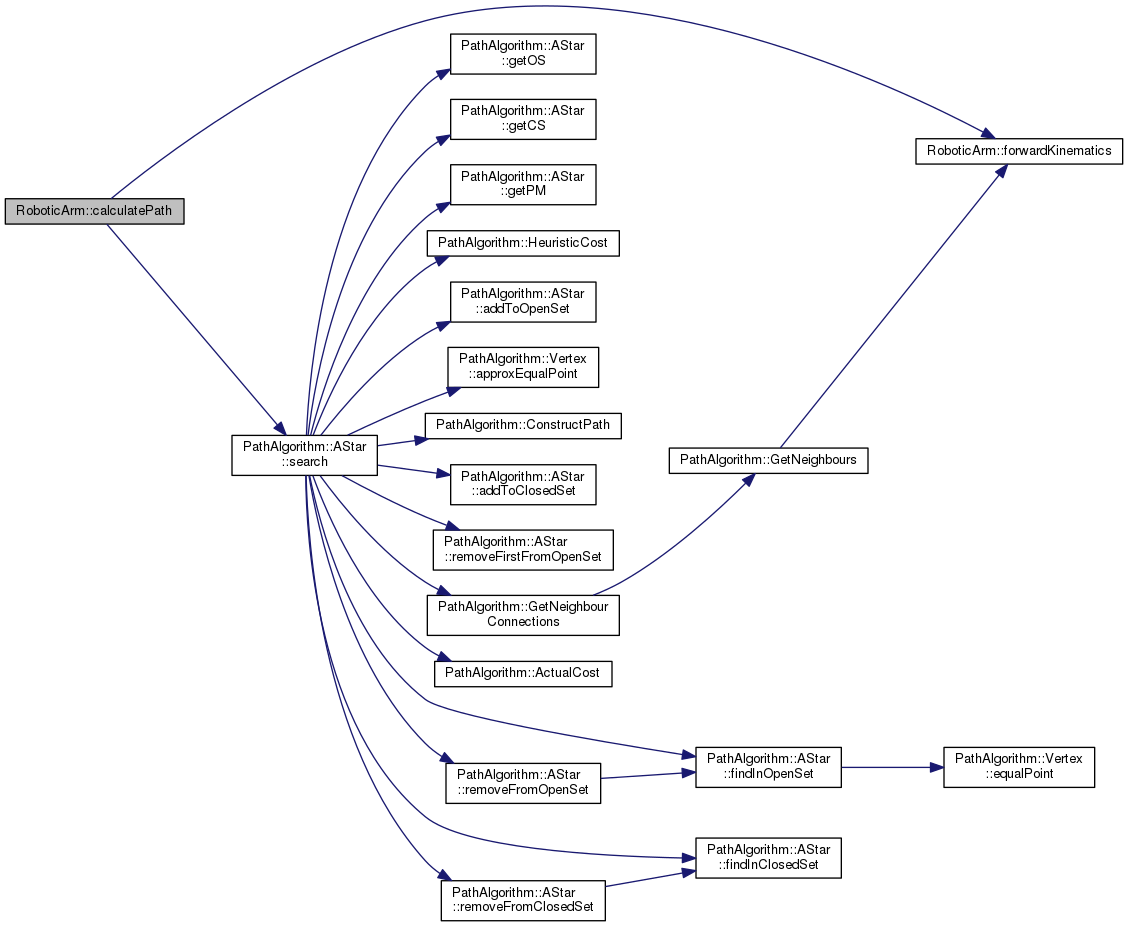 PathAlgorithm::AStar
::getOS
PathAlgorithm::AStar
::getCS
RoboticArm::forwardKinematics
PathAlgorithm::AStar
::getPM
RoboticArm::calculatePath
PathAlgorithm::HeuristicCost
PathAlgorithm::AStar
::addToOpenSet
PathAlgorithm::Vertex
::approxEqualPoint
PathAlgorithm::ConstructPath
PathAlgorithm::AStar
::search
PathAlgorithm::GetNeighbours
PathAlgorithm::AStar
::addToClosedSet
PathAlgorithm::AStar
::removeFirstFromOpenSet
PathAlgorithm::GetNeighbour
Connections
PathAlgorithm::ActualCost
PathAlgorithm::AStar
::findInOpenSet
PathAlgorithm::Vertex
::equalPoint
PathAlgorithm::AStar
::removeFromOpenSet
PathAlgorithm::AStar
::findInClosedSet
PathAlgorithm::AStar
::removeFromClosedSet